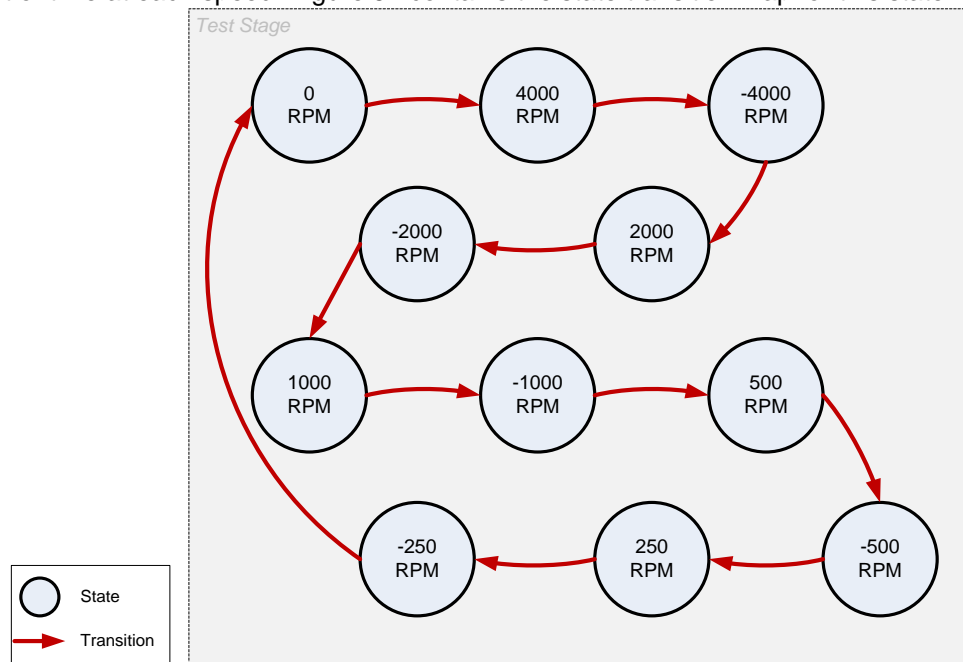 Test Stage
0
RPM
4000
RPM
-4000
RPM
-2000
RPM
2000
RPM
1000
RPM
-1000
RPM
500
RPM
-250
RPM
250
RPM
-500
RPM
State
Transition